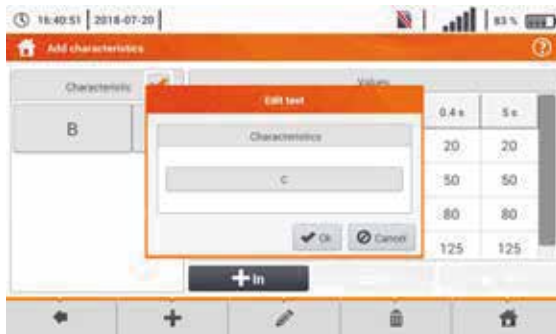 16:40:51 2018-07-20 83 %
Add characteristics
Characteristic Values
Edit text
Characteristics
C
Ok Cancel
B
0.4 s 5 s
20 20
50 50
80 80
125 125
+In